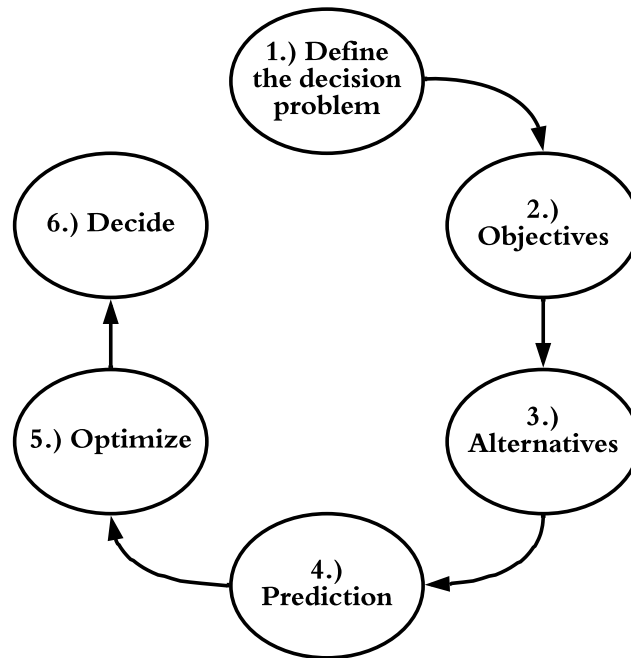 1.) Define
the decision
problem
2.)
Objectives
3.)
Alternatives
4.)
Prediction
5.) Optimize
6.) Decide